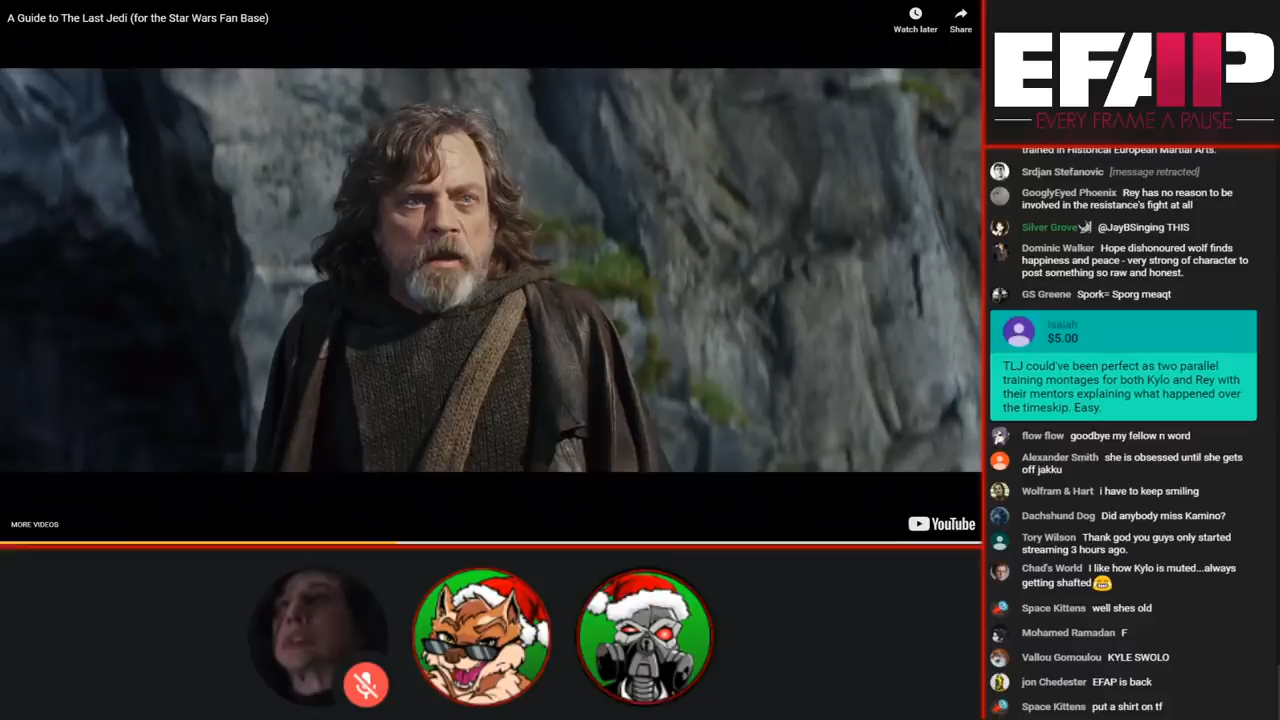 A Guide to The Last Jedi (for the Star Wars Fan Base)
Watch later
Share
MORE VIDEOS
YouTube
EFAP
EVERY FRAME A PAUSE
trained in Historical European Martial Arts.
Srdjan Stefanovic [message retracted]
GooglyEyed Phoenix Rey has no reason to be
involved in the resistance's fight at all
Silver Grove @JayBSinging THIS
Dominic Walker Hope dishonoured wolf finds
happiness and peace - very strong of character to
post something so raw and honest.
GS Greene Spork= Sporg meaqt
Isaiah
$5.00
TLJ could've been perfect as two parallel
training montages for both Kylo and Rey with
their mentors explaining what happened over
the timeskip. Easy.
flow flow goodbye my fellow n word
Alexander Smith she is obsessed until she gets
off jakku
Wolfram & Hart i have to keep smiling
Dachshund Dog Did anybody miss Kamino?
Tory Wilson Thank god you guys only started
streaming 3 hours ago.
Chad's World I like how Kylo is muted...always
getting shafted😂
Space Kittens well shes old
Mohamed Ramadan F
Vallou Gomoulou KYLE SWOLO
jon Chedester EFAP is back
Space Kittens put a shirt on tf